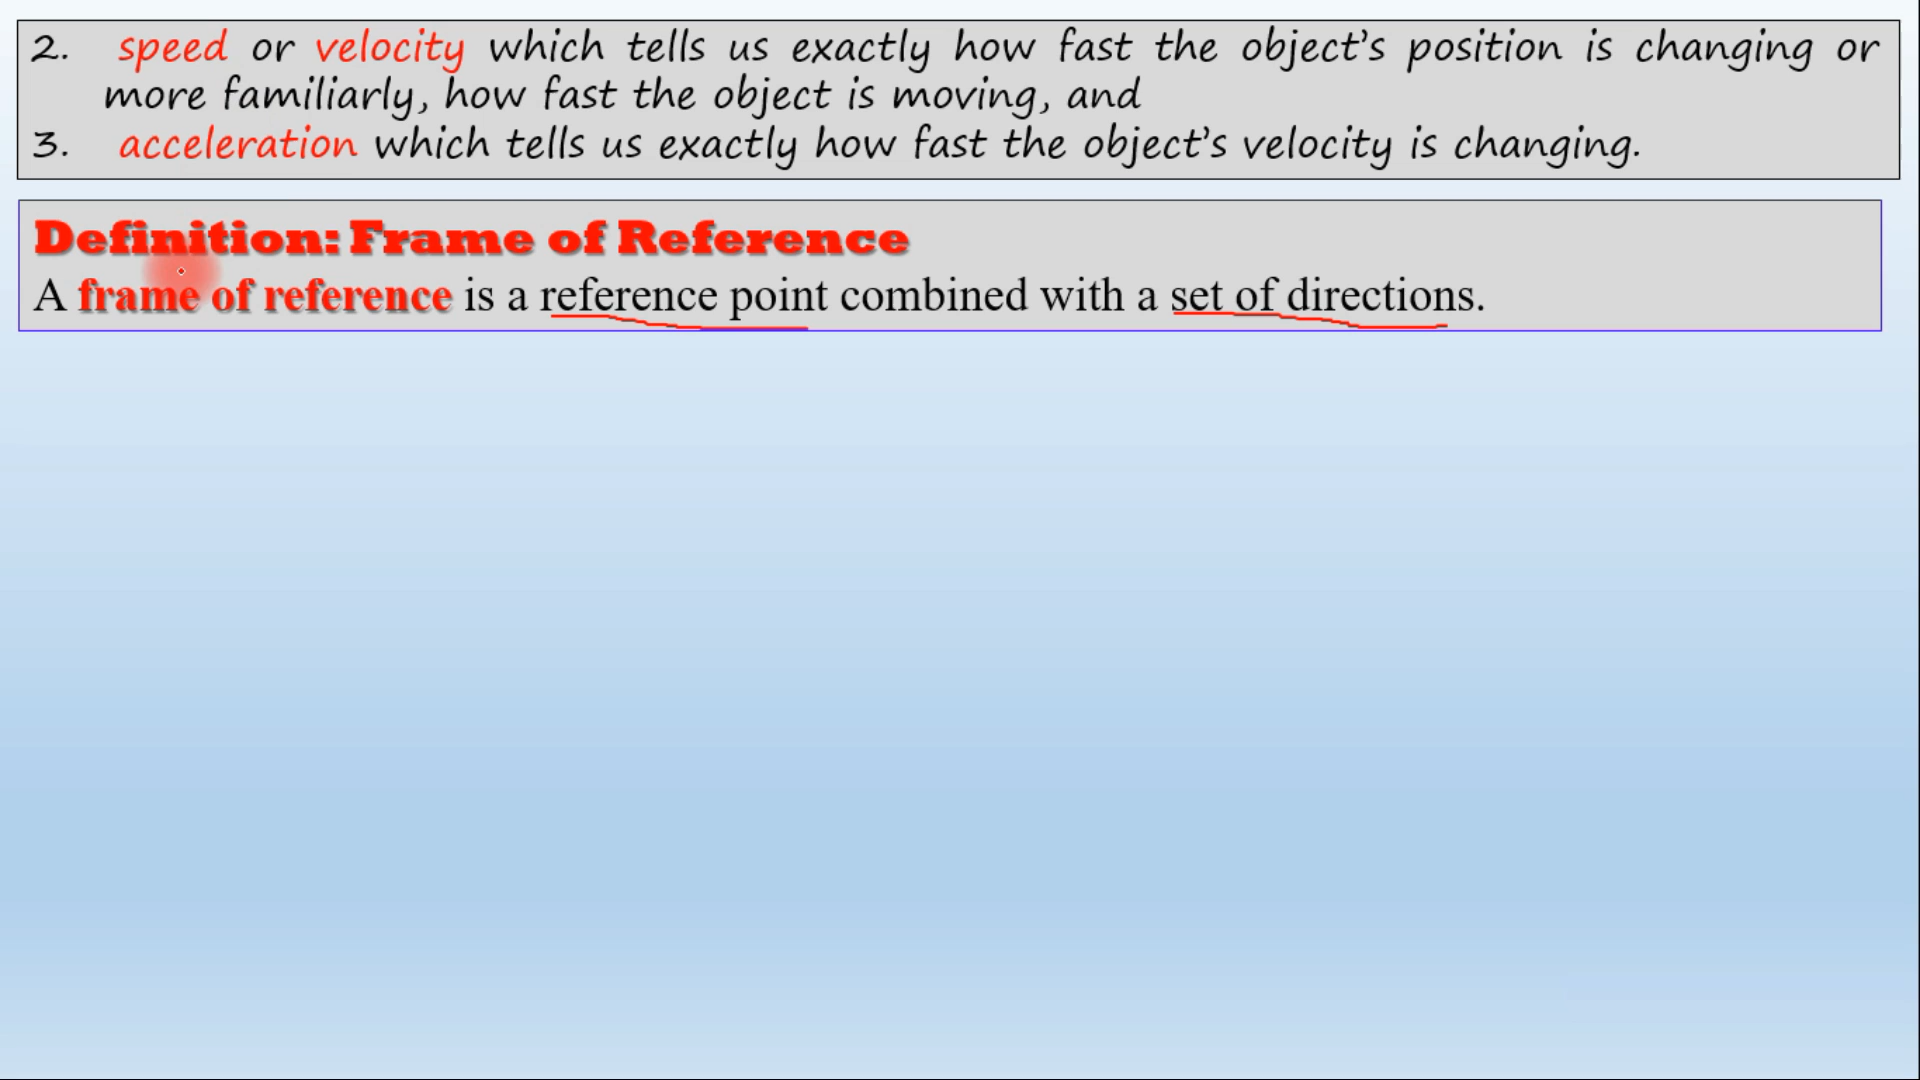 2. speed or velocity which tells us exactly how fast the object’s position is changing or
more familiarly, how fast the object is moving, and
3. acceleration which tells us exactly how fast the object’s velocity is changing.
Definition: Frame of Reference
A frame of reference is a reference point combined with a set of directions.